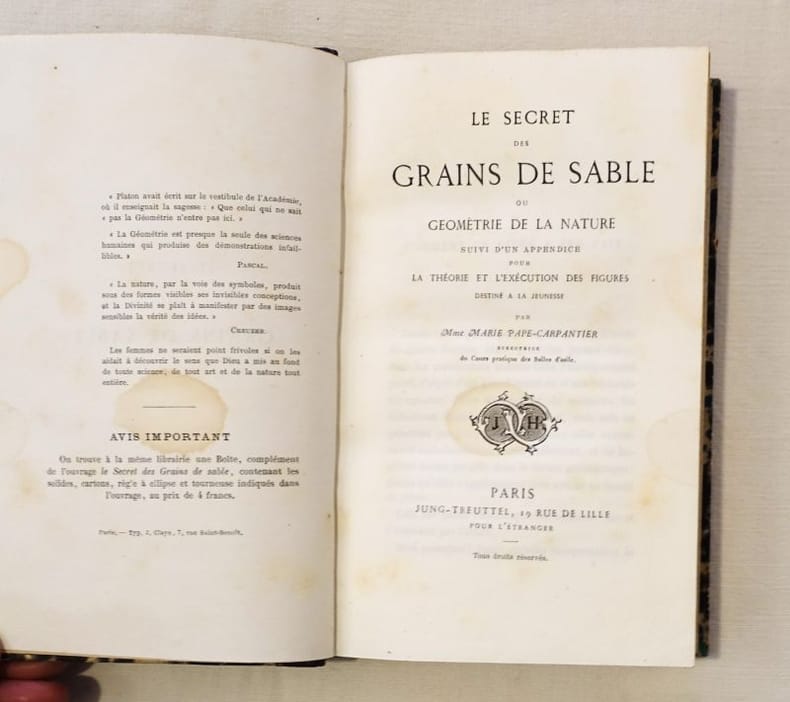 « Platon avait écrit sur le vestibule de l'Académie,
où il enseignait la sagesse : « Que celui qui ne sait
« pas la Géométrie n'entre pas ici. »
« La Géométrie est presque la seule des sciences
humaines qui produise des démonstrations infail-
libles. »
PASCAL.
« La nature, par la voie des symboles, produit
sous des formes visibles ses invisibles conceptions,
et la Divinité se plaît à manifester par des images
sensibles la vérité des idées. »
CREUZER.
Les femmes ne seraient point frivoles si on les
aidait à découvrir le sens que Dieu a mis au fond
de toute science, de tout art et de la nature tout
entière.
AVIS IMPORTANT
On trouve à la même librairie une Boîte, complément
de l'ouvrage le Secret des Grains de sable, contenant les
solides, cartons, règle à ellipse et tourneuse indiqués dans
l'ouvrage, au prix de 4 francs.
Paris. — Typ. J. Claye, 7, rue Saint-Benoît.
LE SECRET
DES
GRAINS DE SABLE
OU
GEOMÉTRIE DE LA NATURE
SUIVI D'UN APPENDICE
POUR
LA THÉORIE ET L'EXÉCUTION DES FIGURES
DESTINÉ A LA JEUNESSE
PAR
Mme MARIE PAPE-CARPANTIER
DIRECTRICE
du Cours pratique des Salles d'asile.
J H
PARIS
JUNG-TREUTTEL, 19 RUE DE LILLE
POUR L'ÉTRANGER
Tous droits réservés.